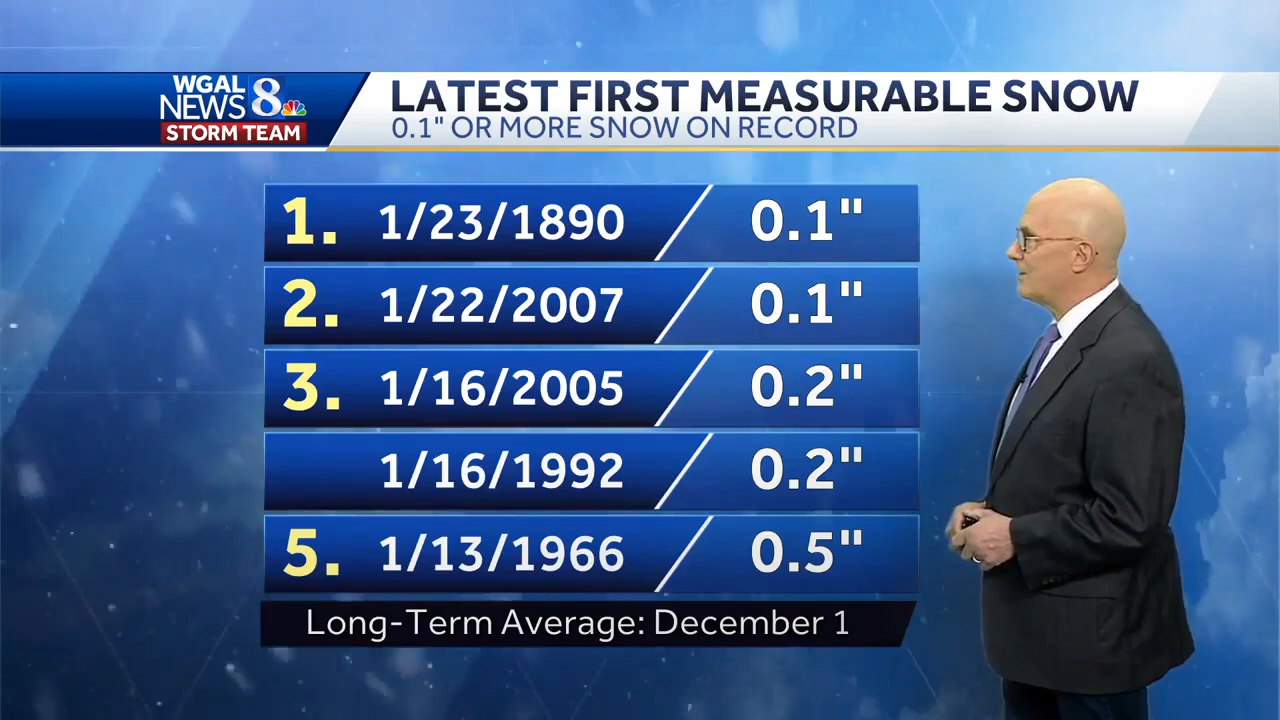 WGAL
NEWS 8
STORM TEAM
LATEST FIRST MEASURABLE SNOW
0.1" OR MORE SNOW ON RECORD
1. 1/23/1890 0.1"
2. 1/22/2007 0.1"
3. 1/16/2005 0.2"
1/16/1992 0.2"
5. 1/13/1966 0.5"
Long-Term Average: December 1